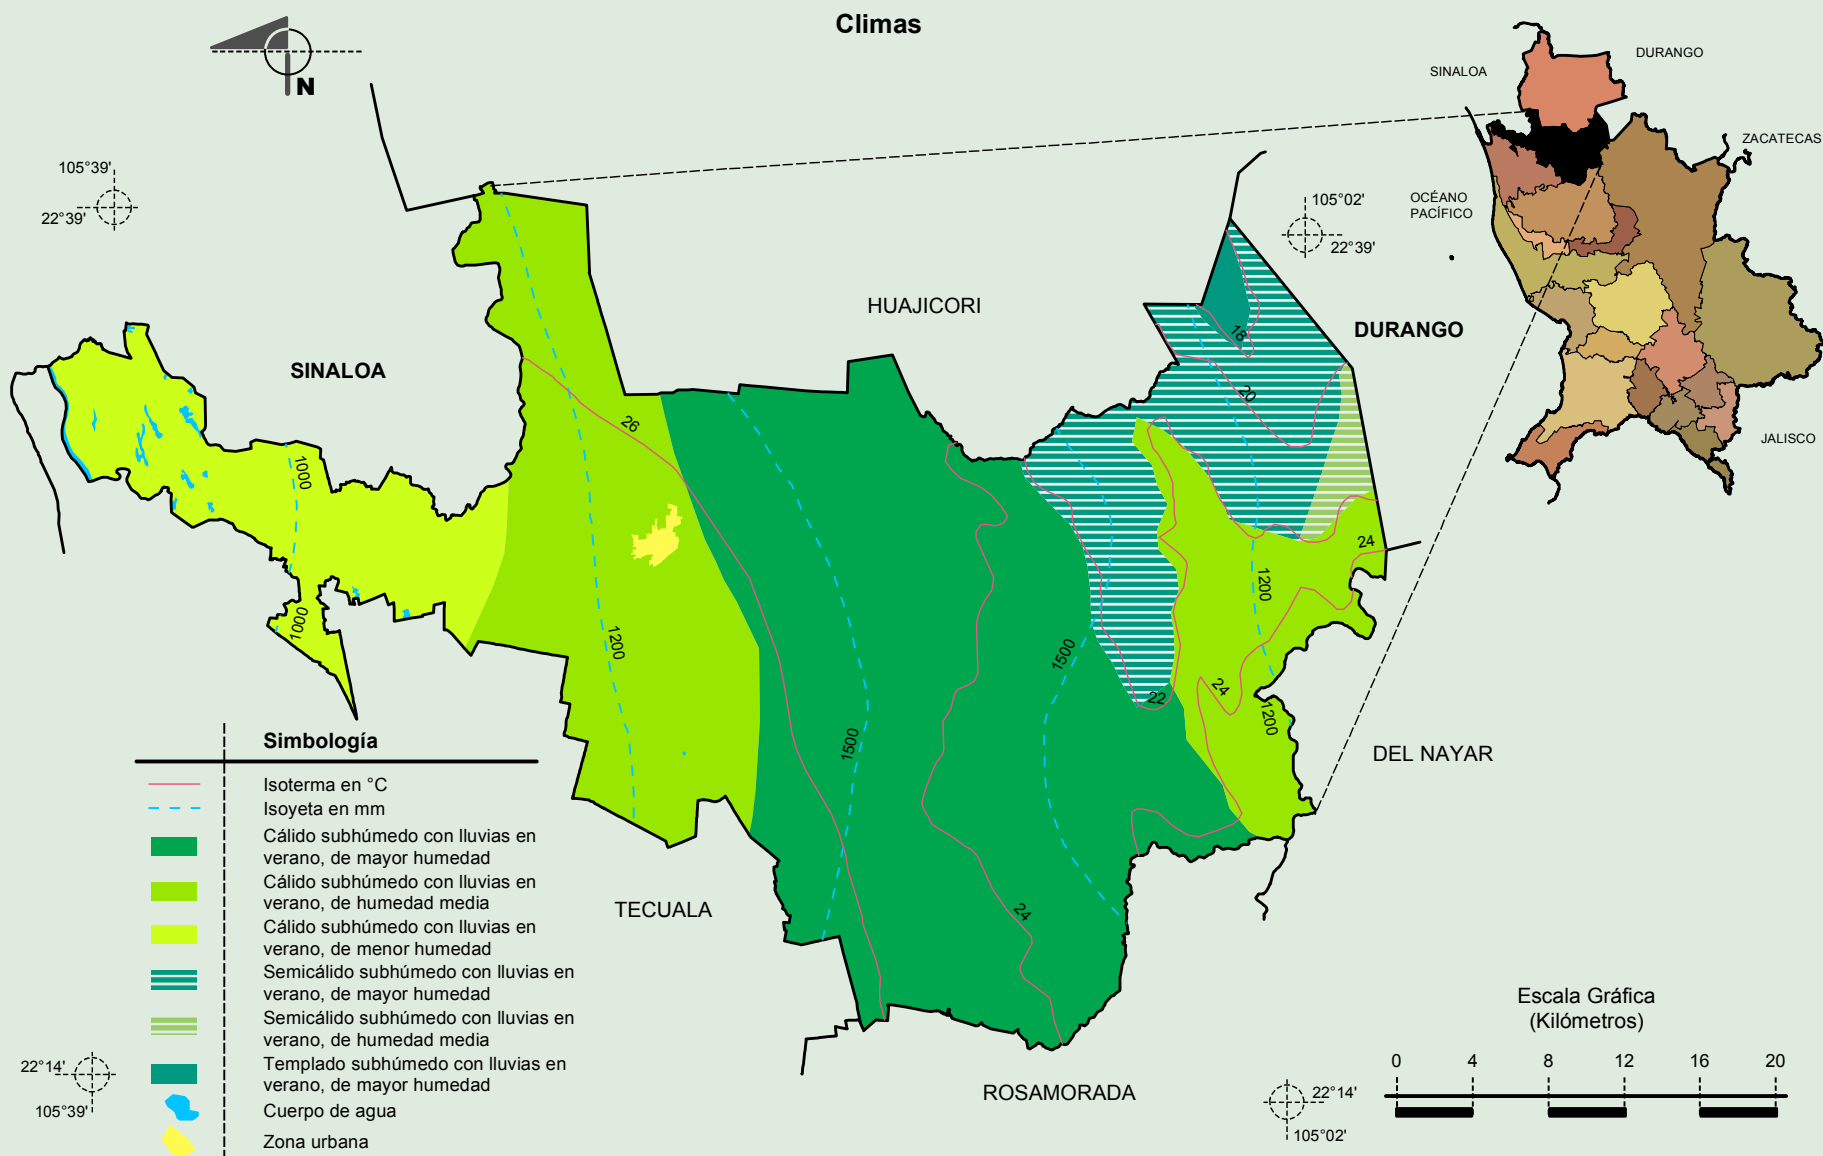 Climas
N
105°39'
22°39'
105°02'
22°39'
SINALOA
DURANGO
ZACATECAS
OCÉANO
PACÍFICO
JALISCO
HUAJICORI
DURANGO
SINALOA
DEL NAYAR
TECUALA
ROSAMORADA
18
20
26
1000
1000
1200
1500
1500
22
24
24
24
1200
1200
Simbología
Isoterma en °C
Isoyeta en mm
Cálido subhúmedo con lluvias en
verano, de mayor humedad
Cálido subhúmedo con lluvias en
verano, de humedad media
Cálido subhúmedo con lluvias en
verano, de menor humedad
Semicálido subhúmedo con lluvias en
verano, de mayor humedad
Semicálido subhúmedo con lluvias en
verano, de humedad media
Templado subhúmedo con lluvias en
verano, de mayor humedad
Cuerpo de agua
Zona urbana
22°14'
105°39'
22°14'
105°02'
Escala Gráfica
(Kilómetros)
0 4 8 12 16 20